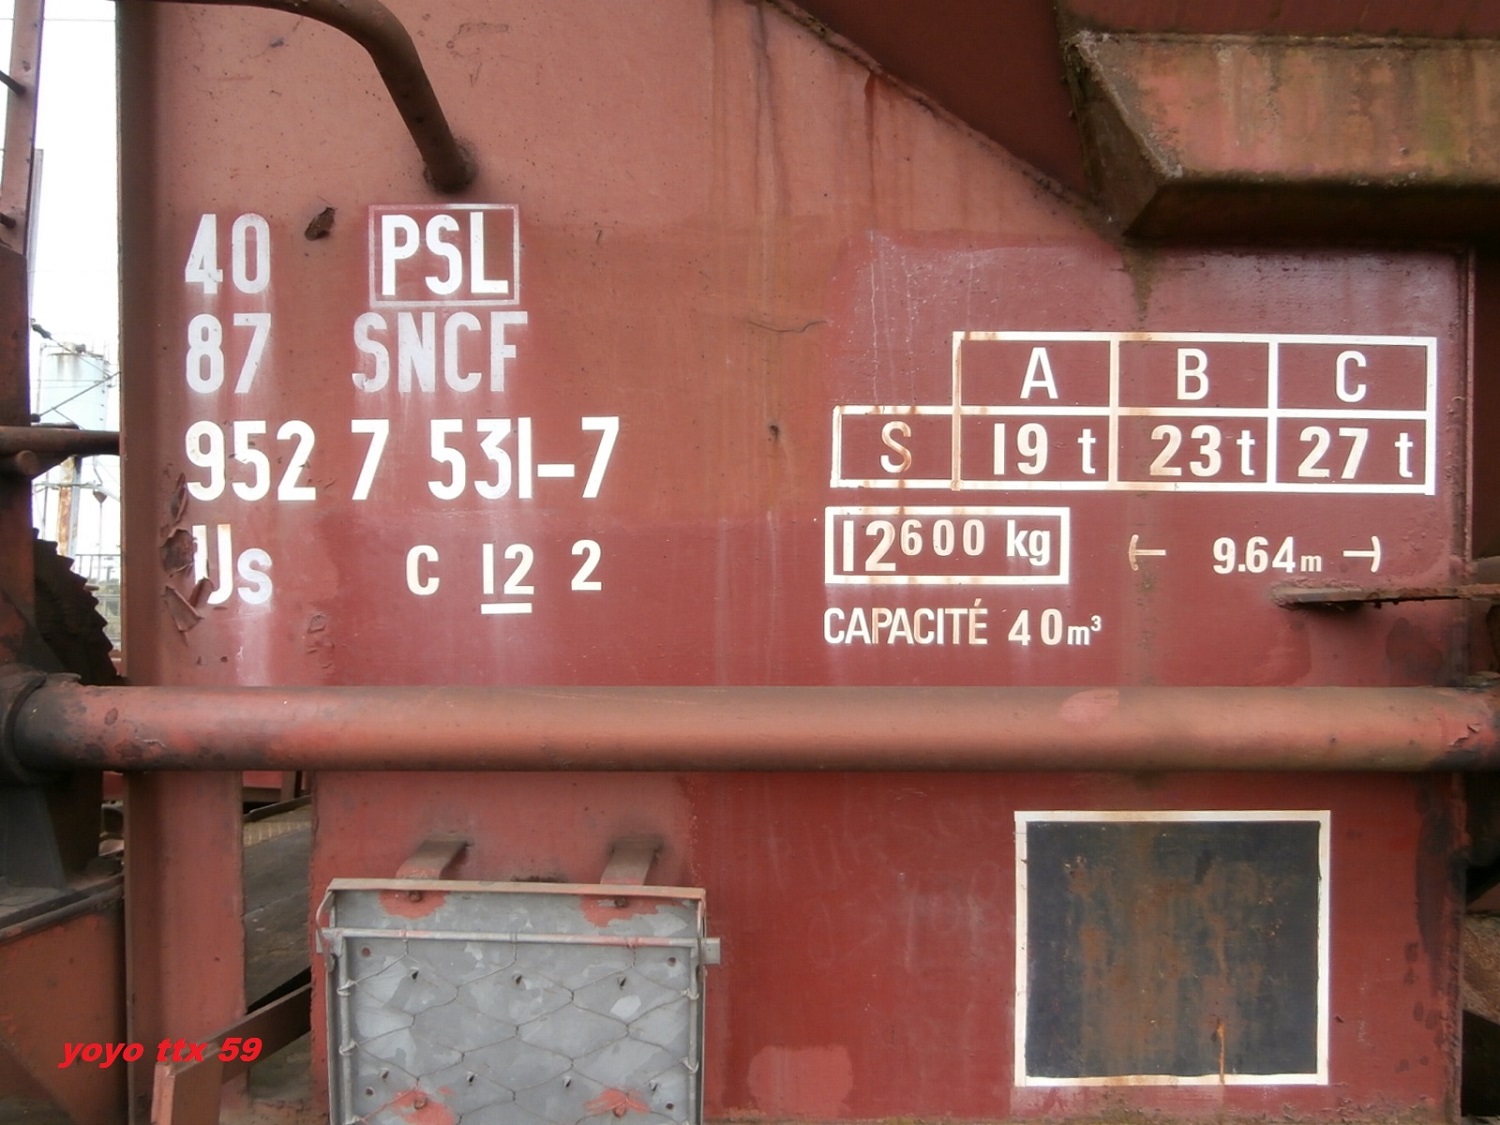 40 PSL
87 SNCF
952 7 531-7
Us C 12 2
A B C
S 19 t 23 t 27 t
12600 kg 9.64m
CAPACITÉ 40m³
yoyo ttx 59